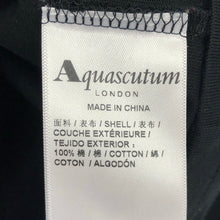 Aquascutum
LONDON
MADE IN CHINA
面料 / 表布 / SHELL / 表布 /
COUCHE EXTÉRIEURE /
TEJIDO EXTERIOR :
100% 棉 / 棉 / COTTON / 綿 /
COTON / ALGODÓN